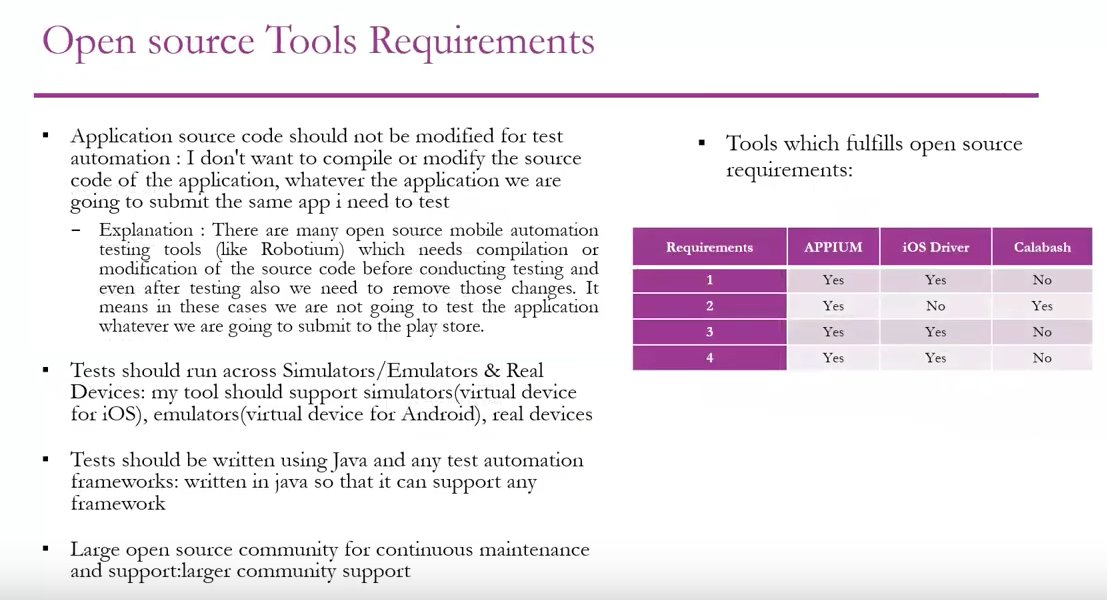 Open source Tools Requirements
▪ Application source code should not be modified for test
automation : I don't want to compile or modify the source
code of the application, whatever the application we are
going to submit the same app i need to test
– Explanation : There are many open source mobile automation
testing tools (like Robotium) which needs compilation or
modification of the source code before conducting testing and
even after testing also we need to remove those changes. It
means in these cases we are not going to test the application
whatever we are going to submit to the play store.
▪ Tests should run across Simulators/Emulators & Real
Devices: my tool should support simulators(virtual device
for iOS), emulators(virtual device for Android), real devices
▪ Tests should be written using Java and any test automation
frameworks: written in java so that it can support any
framework
▪ Large open source community for continuous maintenance
and support:larger community support
▪ Tools which fulfills open source
requirements:
Requirements APPIUM iOS Driver Calabash
1 Yes Yes No
2 Yes No Yes
3 Yes Yes No
4 Yes Yes No